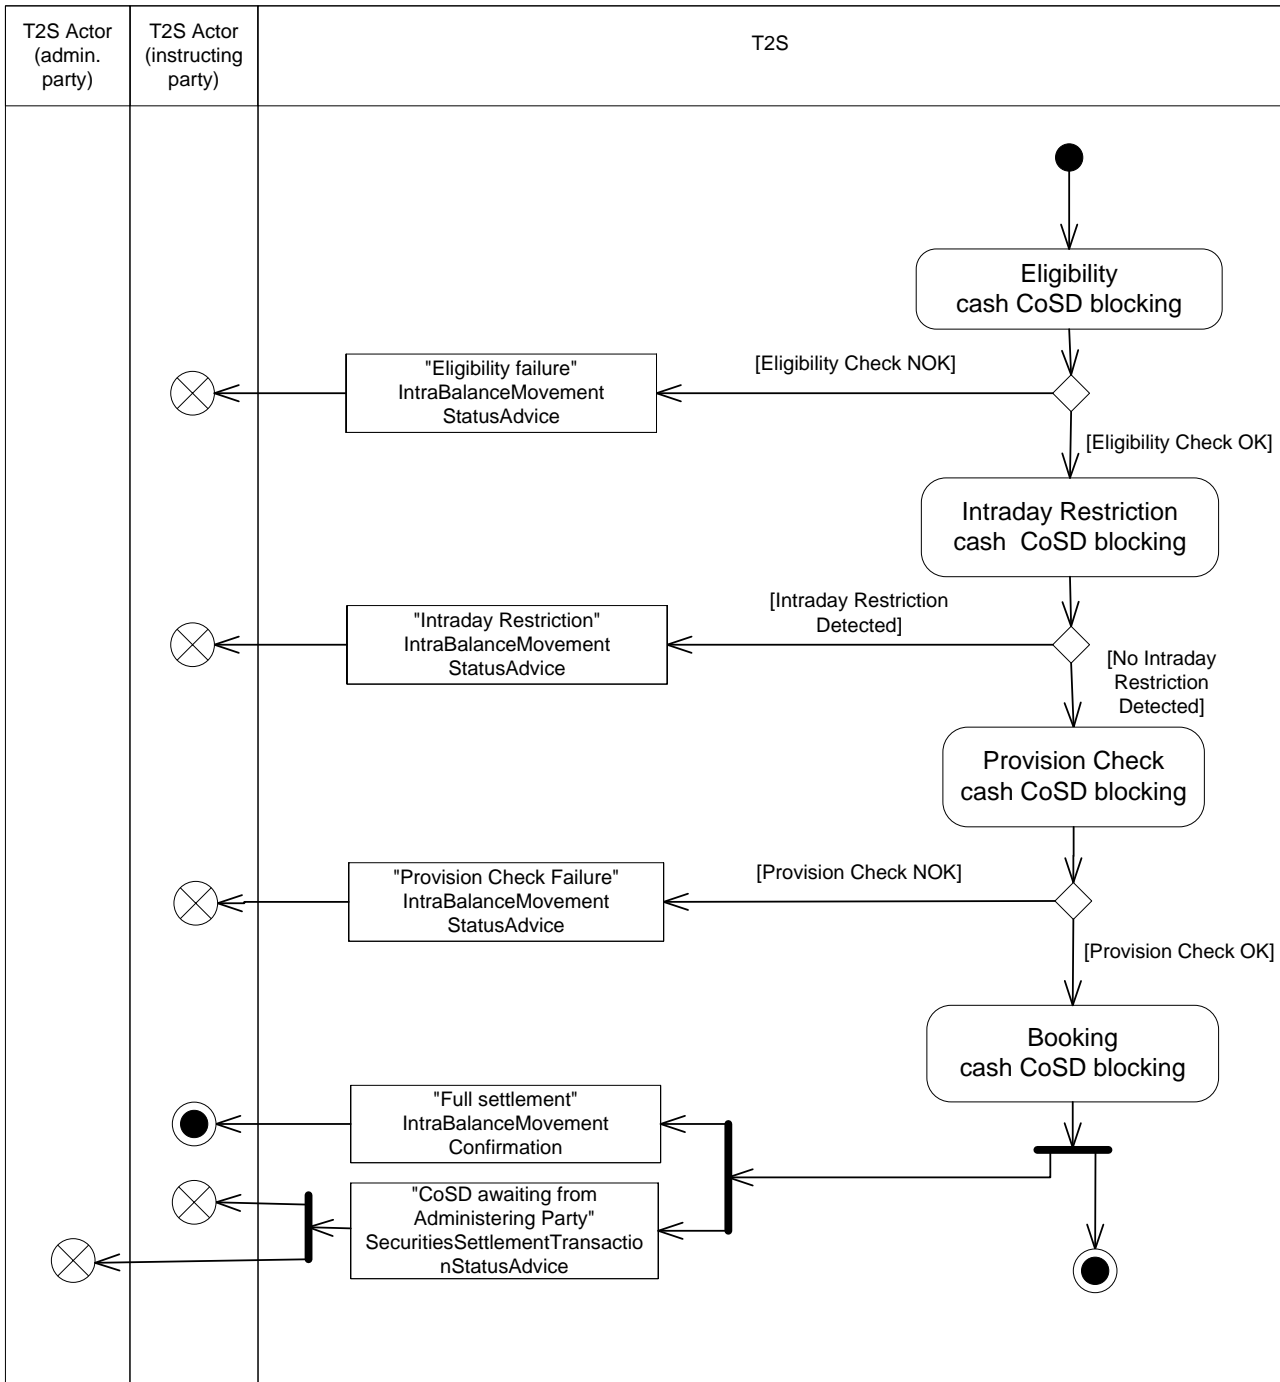 T2S Actor
(admin.
party)
T2S Actor
(instructing
party)
T2S
Eligibility
cash CoSD blocking
"Eligibility failure"
IntraBalanceMovement
StatusAdvice
[Eligibility Check NOK]
[Eligibility Check OK]
Intraday Restriction
cash CoSD blocking
"Intraday Restriction"
IntraBalanceMovement
StatusAdvice
[Intraday Restriction
Detected]
[No Intraday
Restriction
Detected]
Provision Check
cash CoSD blocking
"Provision Check Failure"
IntraBalanceMovement
StatusAdvice
[Provision Check NOK]
[Provision Check OK]
Booking
cash CoSD blocking
"Full settlement"
IntraBalanceMovement
Confirmation
"CoSD awaiting from
Administering Party"
SecuritiesSettlementTransactio
nStatusAdvice